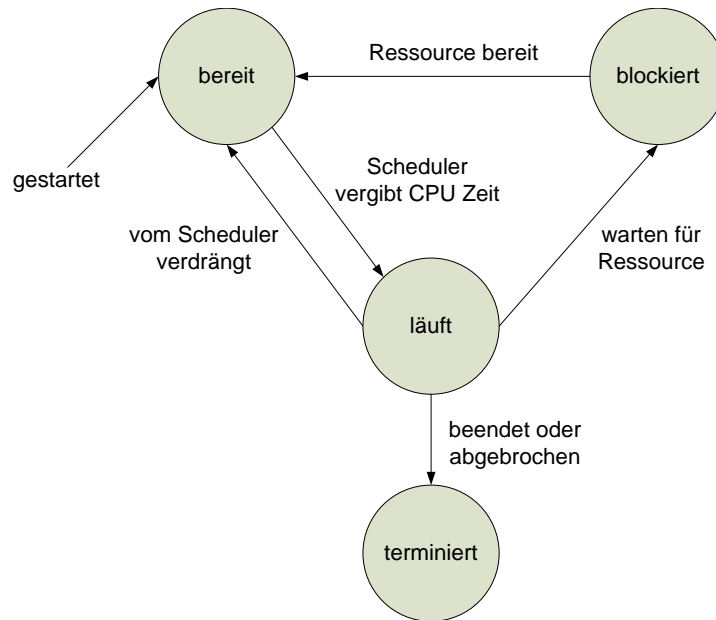 bereit
Ressource bereit
blockiert
gestartet
Scheduler
vergibt CPU Zeit
vom Scheduler
verdrängt
warten für
Ressource
läuft
beendet oder
abgebrochen
terminiert